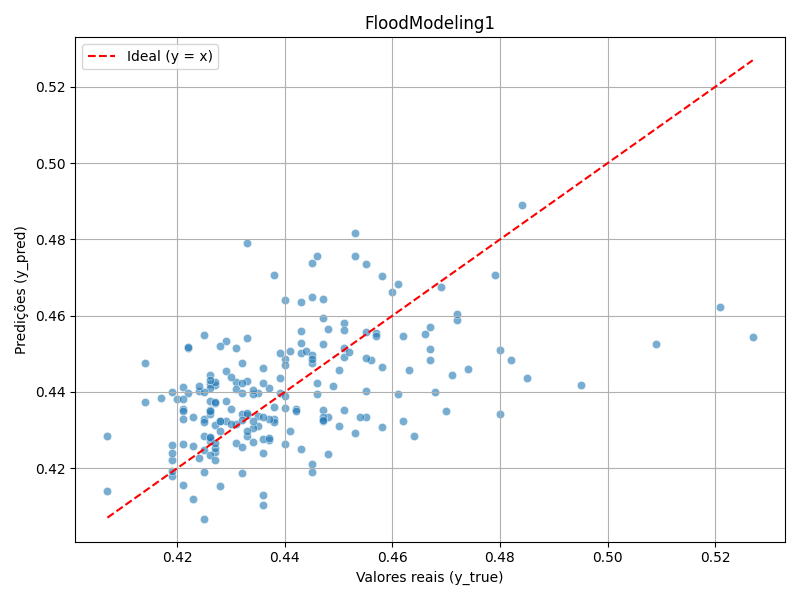 FloodModeling1
Ideal (y = x)
Predições (y_pred)
0.52
0.50
0.48
0.46
0.44
0.42
0.42 0.44 0.46 0.48 0.50 0.52
Valores reais (y_true)